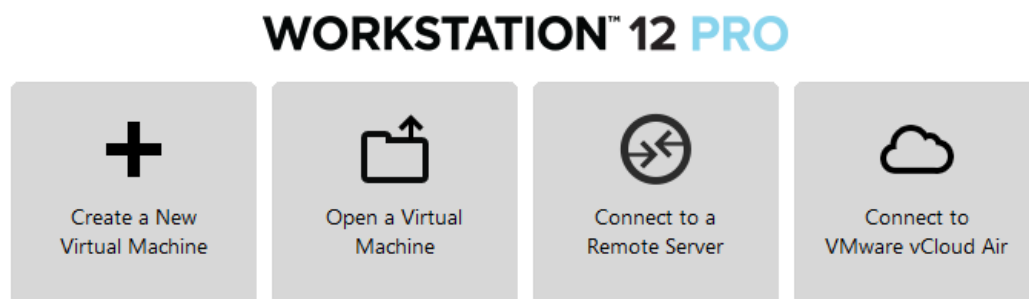 WORKSTATION™ 12 PRO
Create a New
Virtual Machine
Open a Virtual
Machine
Connect to a
Remote Server
Connect to
VMware vCloud Air